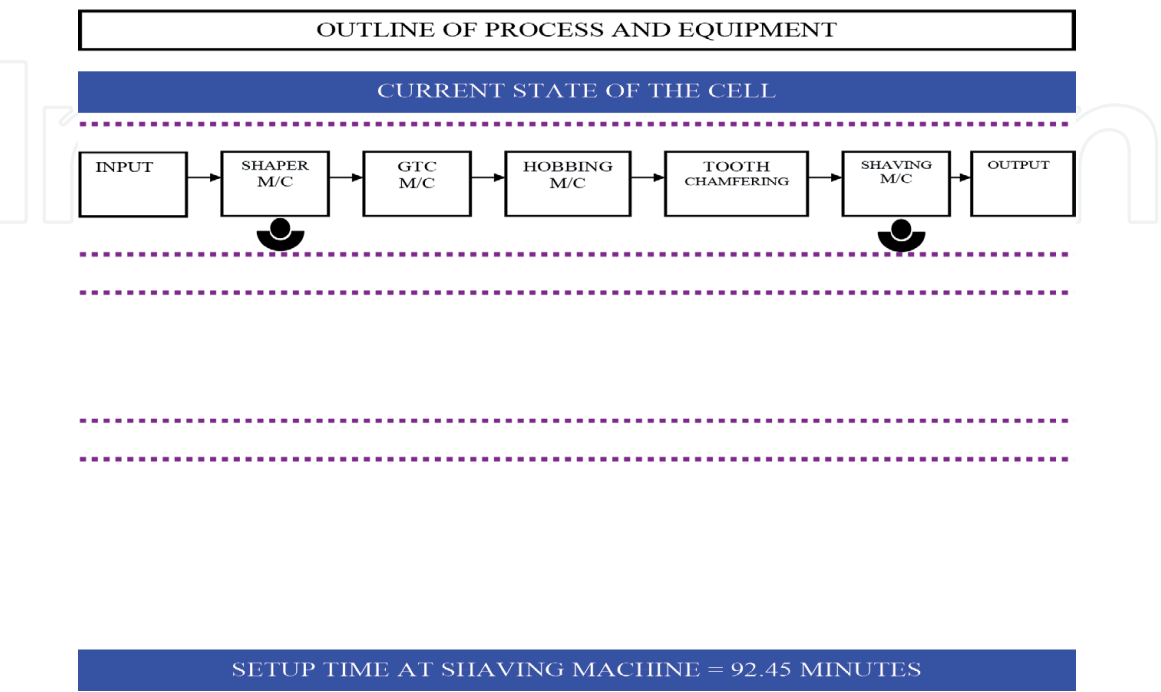 OUTLINE OF PROCESS AND EQUIPMENT
CURRENT STATE OF THE CELL
INPUT
SHAPER
M/C
GTC
M/C
HOBBING
M/C
TOOTH
CHAMFERING
SHAVING
M/C
OUTPUT
SETUP TIME AT SHAVING MACHINE = 92.45 MINUTES